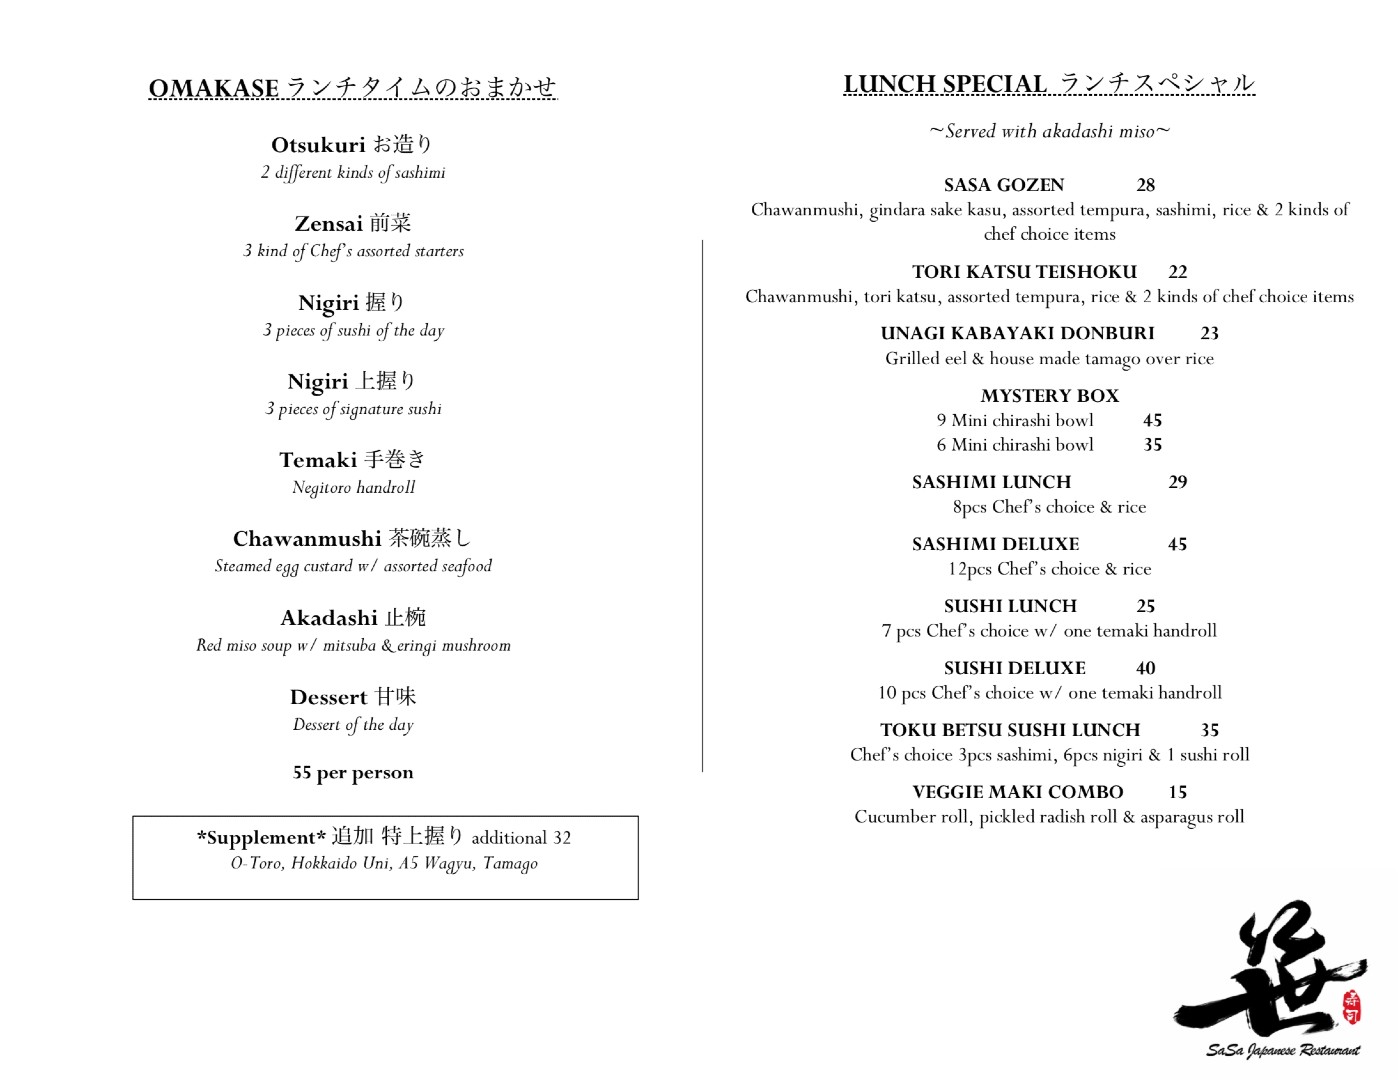 OMAKASE ランチタイムのおまかせ
Otsukuri お造り
2 different kinds of sashimi
Zensai 前菜
3 kind of Chef's assorted starters
Nigiri 握り
3 pieces of sushi of the day
Nigiri 上握り
3 pieces of signature sushi
Temaki 手巻き
Negitoro handroll
Chawanmushi 茶碗蒸し
Steamed egg custard w/ assorted seafood
Akadashi 止椀
Red miso soup w/ mitsuba & eringi mushroom
Dessert 甘味
Dessert of the day
55 per person
*Supplement* 追加 特上握り additional 32
O-Toro, Hokkaido Uni, A5 Wagyu, Tamago
LUNCH SPECIAL ランチスペシャル
~Served with akadashi miso~
SASA GOZEN 28
Chawanmushi, gindara sake kasu, assorted tempura, sashimi, rice & 2 kinds of
chef choice items
TORI KATSU TEISHOKU 22
Chawanmushi, tori katsu, assorted tempura, rice & 2 kinds of chef choice items
UNAGI KABAYAKI DONBURI 23
Grilled eel & house made tamago over rice
MYSTERY BOX
9 Mini chirashi bowl 45
6 Mini chirashi bowl 35
SASHIMI LUNCH 29
8pcs Chef's choice & rice
SASHIMI DELUXE 45
12pcs Chef's choice & rice
SUSHI LUNCH 25
7 pcs Chef's choice w/ one temaki handroll
SUSHI DELUXE 40
10 pcs Chef's choice w/ one temaki handroll
TOKU BETSU SUSHI LUNCH 35
Chef's choice 3pcs sashimi, 6pcs nigiri & 1 sushi roll
VEGGIE MAKI COMBO 15
Cucumber roll, pickled radish roll & asparagus roll
笹
寿司
SaSa Japanese Restaurant